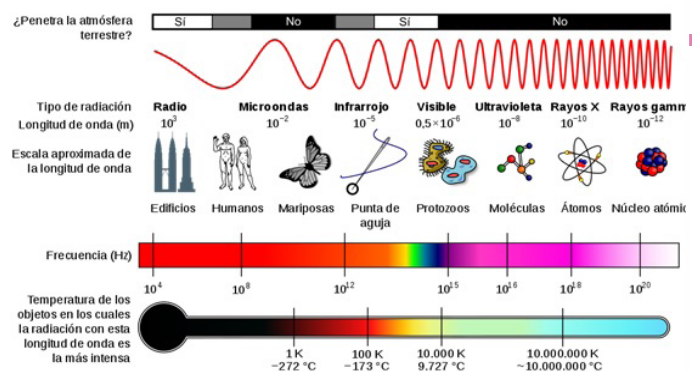 ¿Penetra la atmósfera
terrestre?
Sí
No
Sí
No
Tipo de radiación
Radio
Microondas
Infrarrojo
Visible
Ultravioleta
Rayos X
Rayos gamm
Longitud de onda (m)
10³
10⁻²
10⁻⁵
0,5×10⁻⁶
10⁻⁸
10⁻¹⁰
10⁻¹²
Escala aproximada de
la longitud de onda
Edificios
Humanos
Mariposas
Punta de
aguja
Protozoos
Moléculas
Átomos
Núcleo atómic
Frecuencia (Hz)
10⁴
10⁸
10¹²
10¹⁵
10¹⁶
10¹⁸
10²⁰
Temperatura de los
objetos en los cuales
la radiación con esta
longitud de onda es
la más intensa
1 K
−272 °C
100 K
−173 °C
10.000 K
9.727 °C
10.000.000 K
~10.000.000 °C